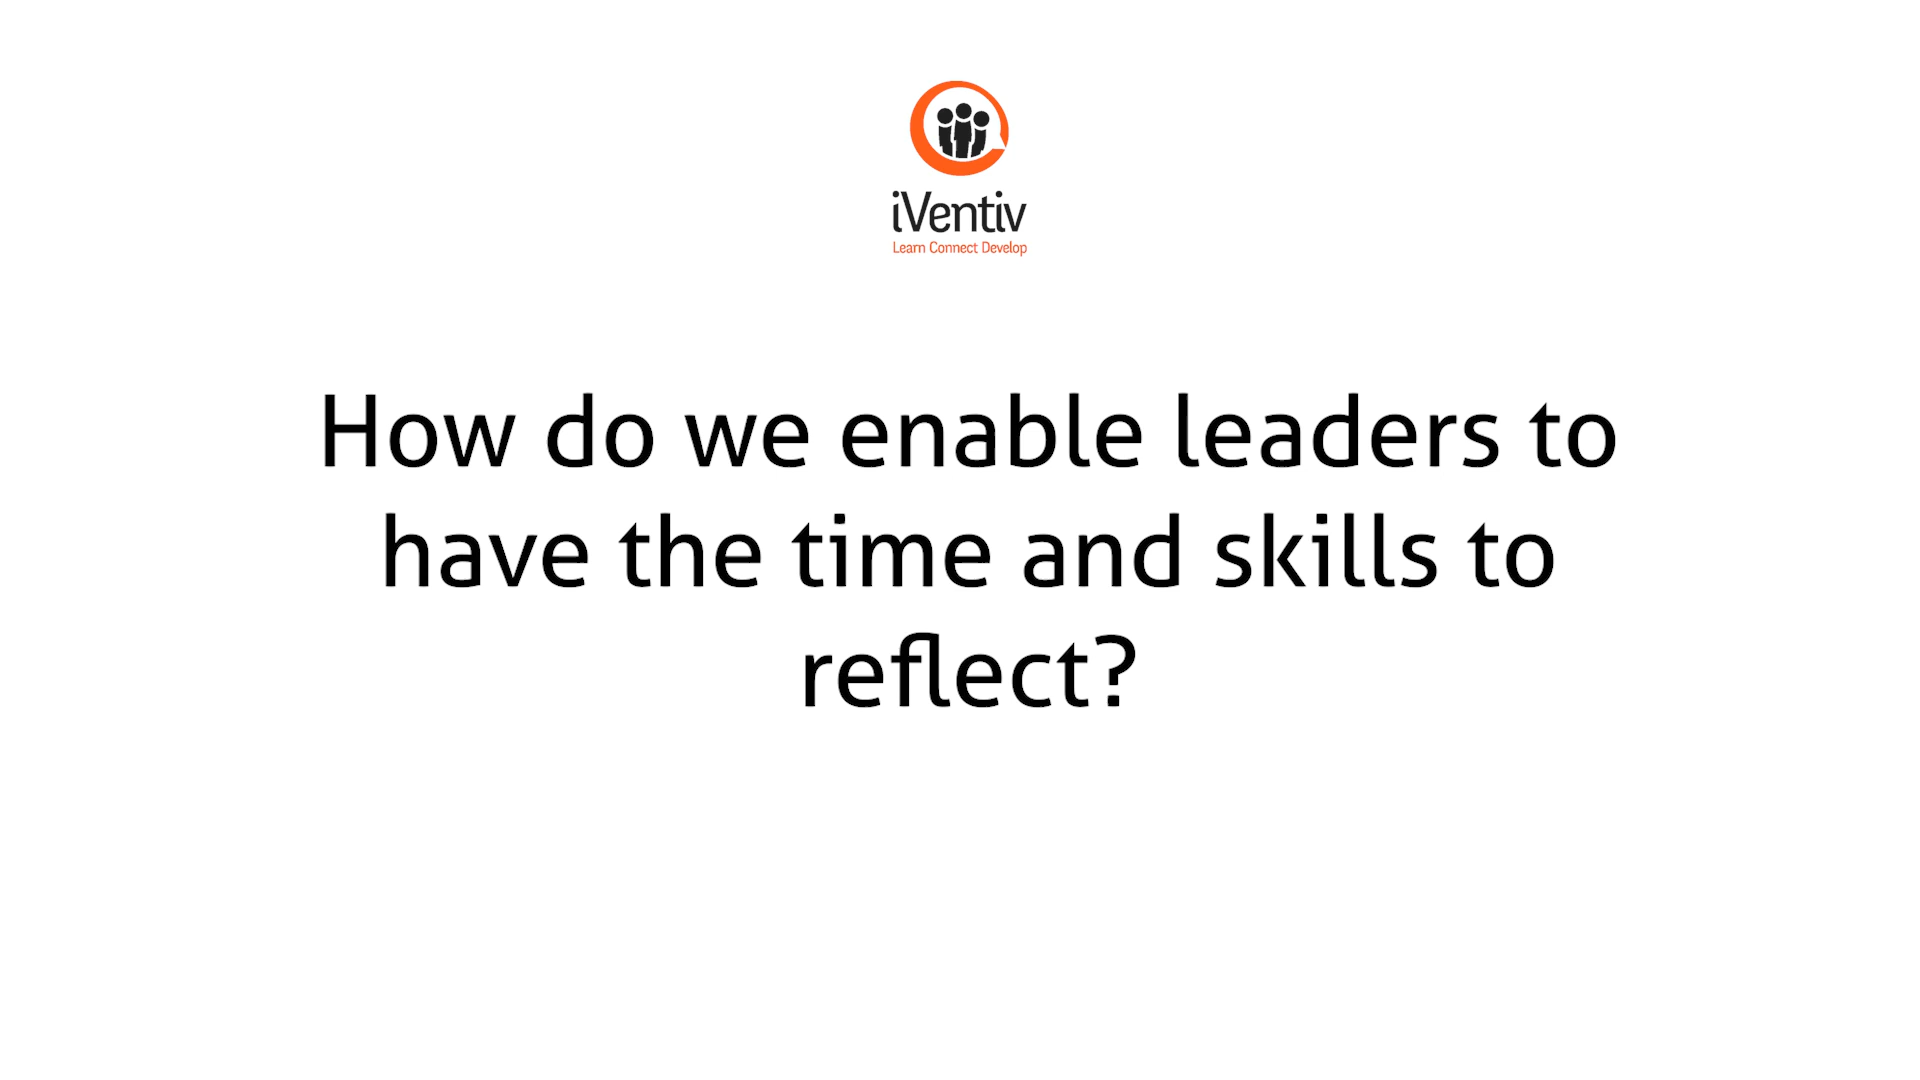 iVentiv
Learn Connect Develop
How do we enable leaders to
have the time and skills to
reflect?